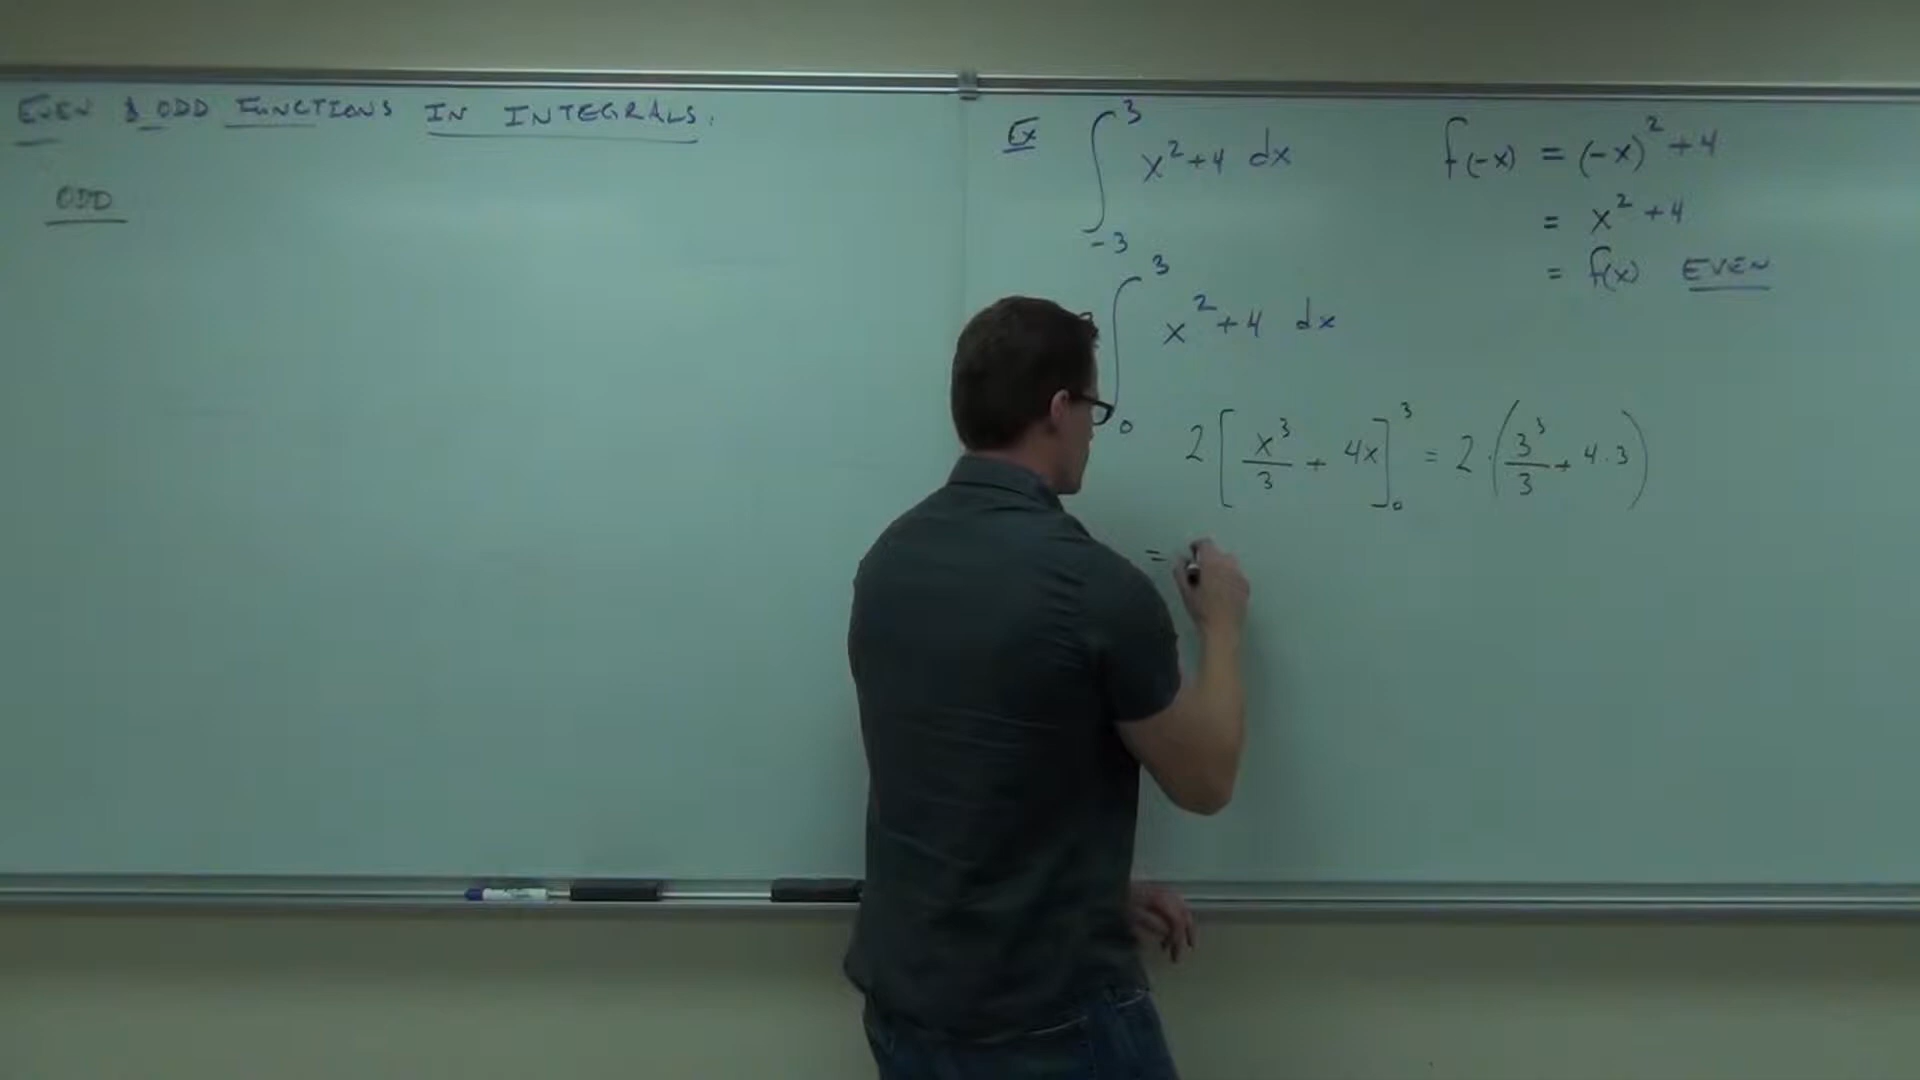 EVEN & ODD FUNCTIONS IN INTEGRALS.
ODD
Ex ∫₋₃³ x² + 4 dx
f(-x) = (-x)² + 4
= x² + 4
= f(x) EVEN
∫₀³ x² + 4 dx
2[x³/3 + 4x]₀³ = 2·(3³/3 + 4·3)
=